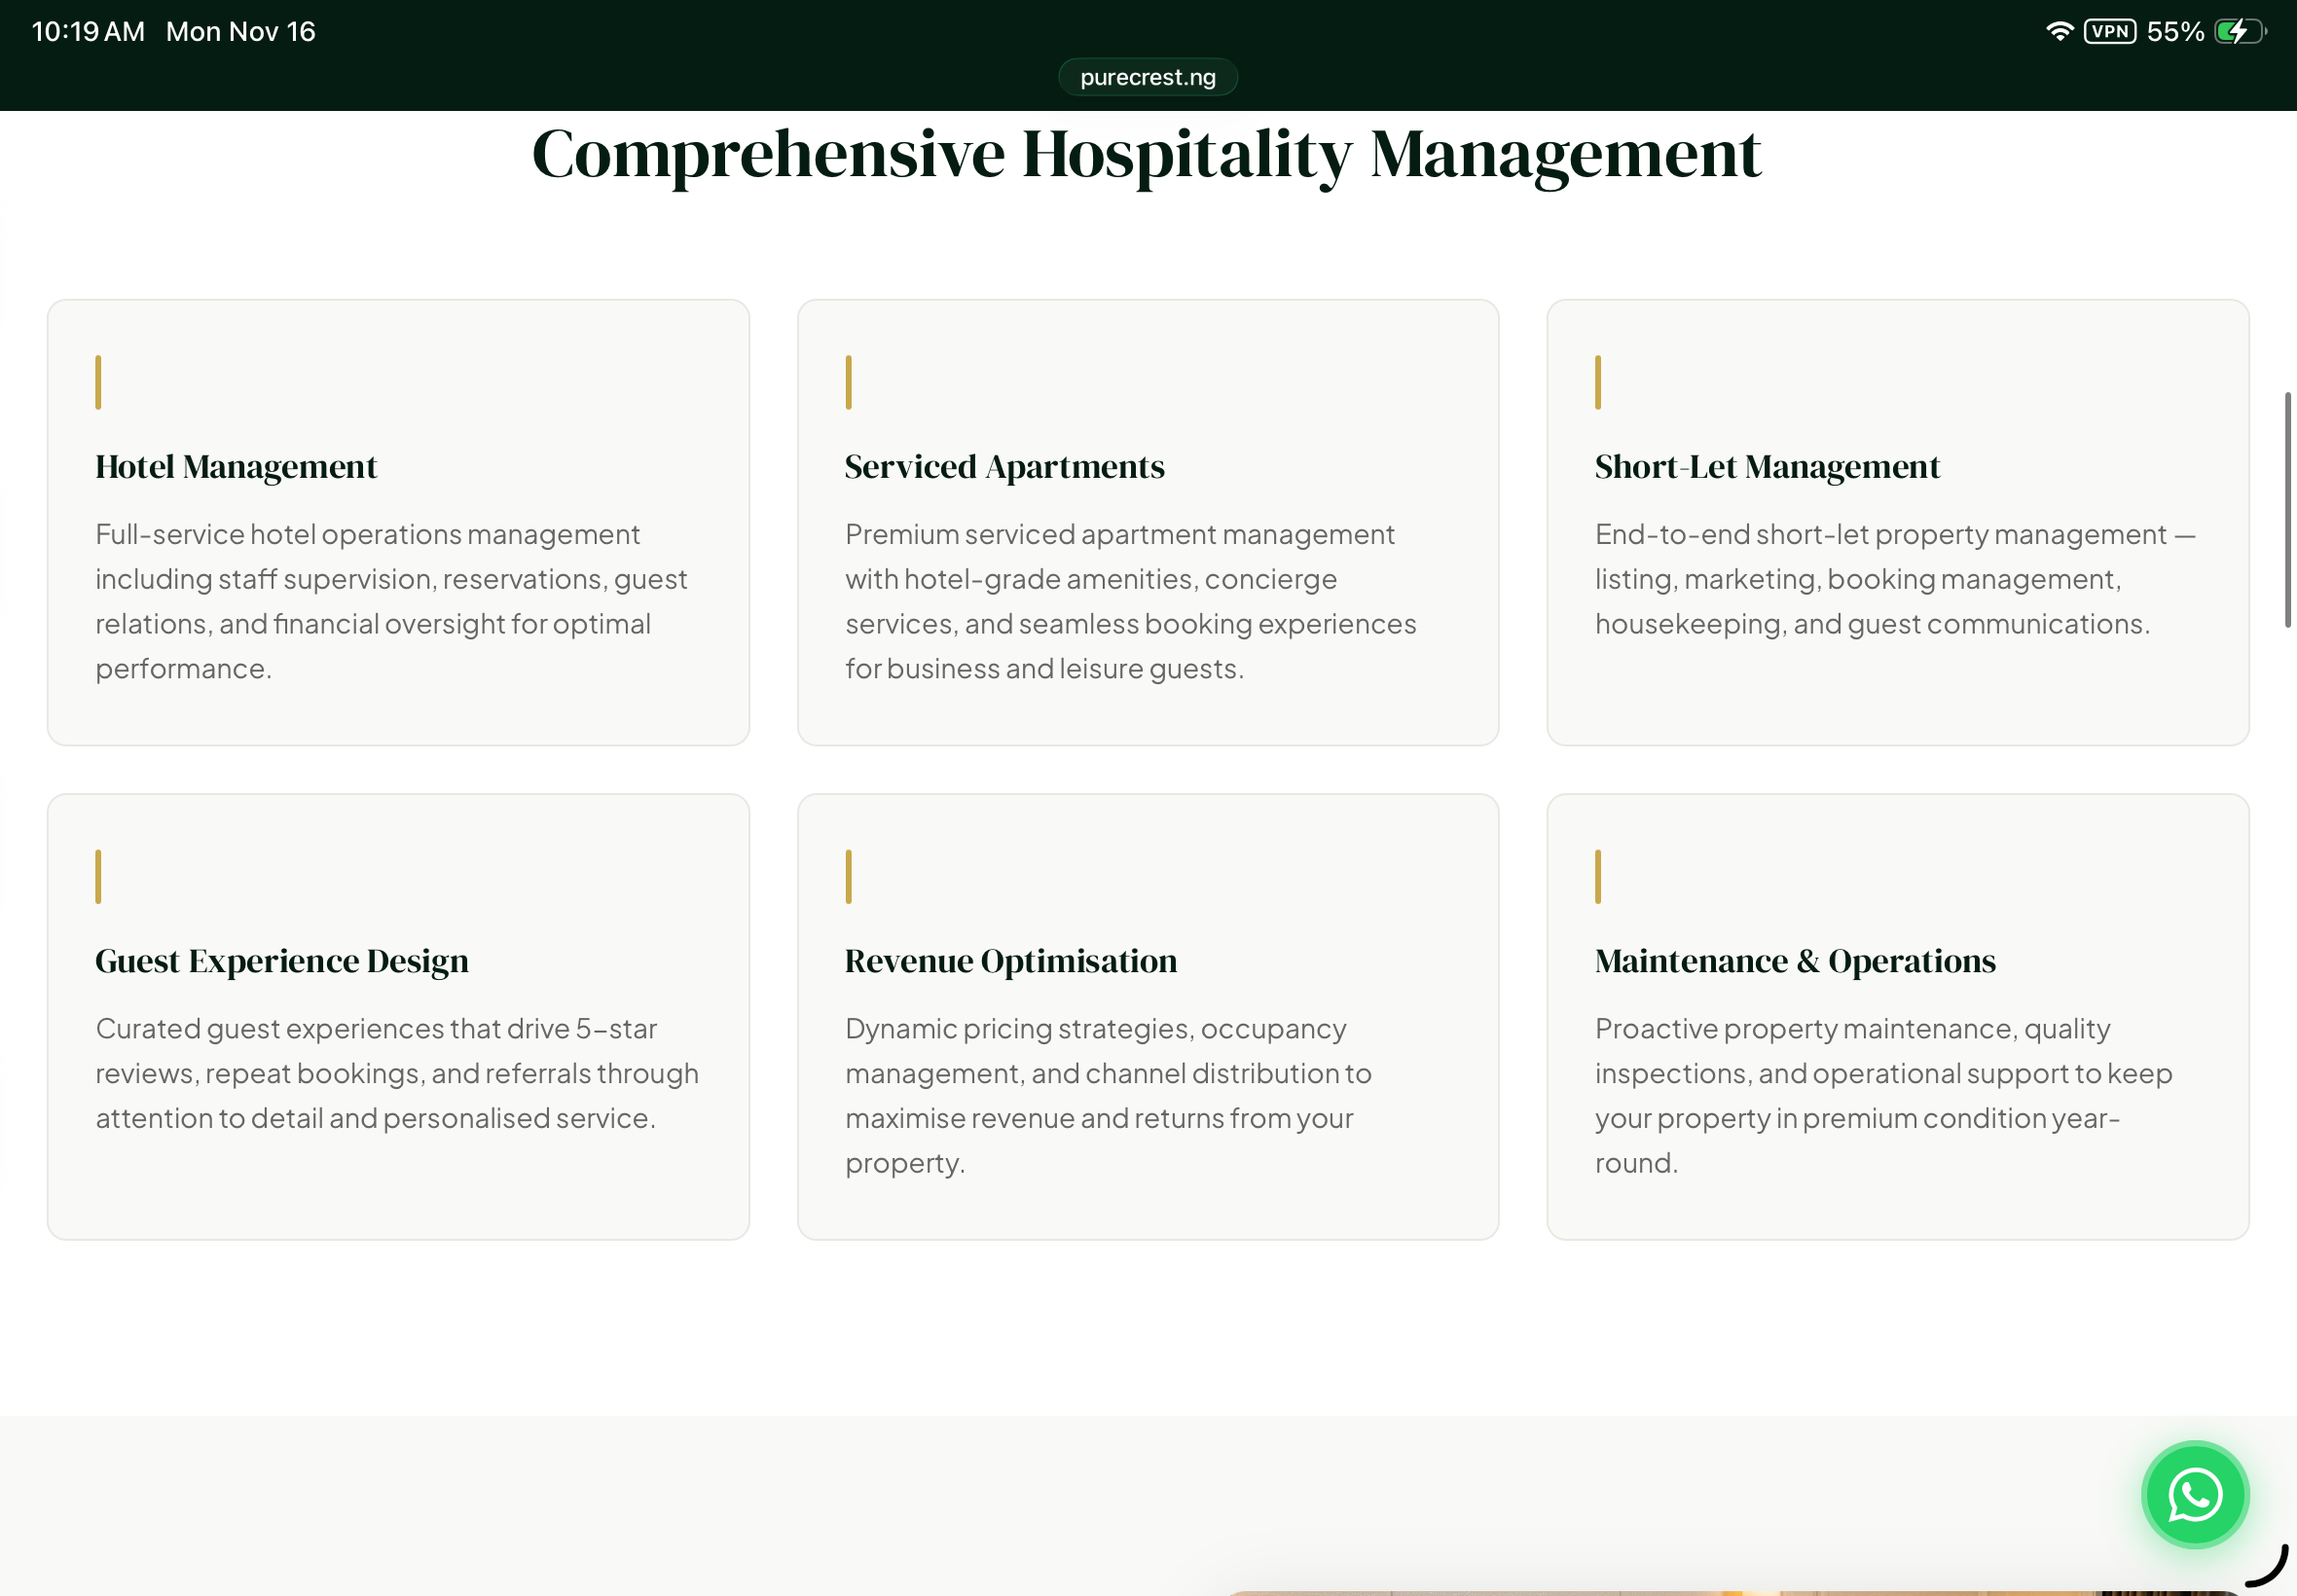 10:19 AM Mon Nov 16
VPN 55%
purecrest.ng
Comprehensive Hospitality Management
Hotel Management
Full-service hotel operations management
including staff supervision, reservations, guest
relations, and financial oversight for optimal
performance.
Serviced Apartments
Premium serviced apartment management
with hotel-grade amenities, concierge
services, and seamless booking experiences
for business and leisure guests.
Short-Let Management
End-to-end short-let property management —
listing, marketing, booking management,
housekeeping, and guest communications.
Guest Experience Design
Curated guest experiences that drive 5-star
reviews, repeat bookings, and referrals through
attention to detail and personalised service.
Revenue Optimisation
Dynamic pricing strategies, occupancy
management, and channel distribution to
maximise revenue and returns from your
property.
Maintenance & Operations
Proactive property maintenance, quality
inspections, and operational support to keep
your property in premium condition year-
round.